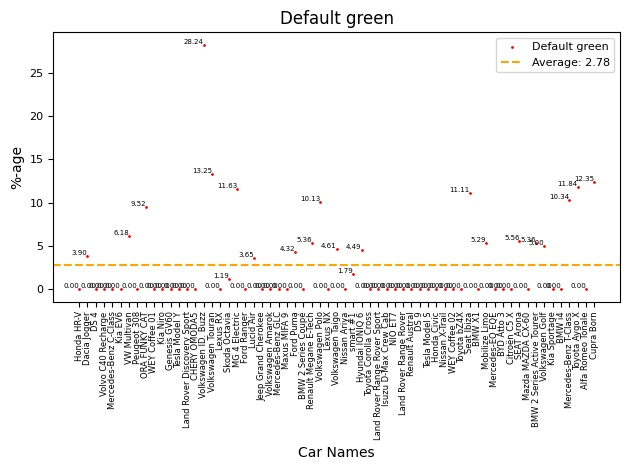 Default green
Default green
Average: 2.78
%-age
25
20
15
10
5
0
28.24
13.25
12.35
11.84
11.63
11.11
10.34
10.13
9.52
6.18
5.56
5.36
5.36
5.29
5.00
4.61
4.49
4.32
3.90
3.65
1.79
1.19
0.00
Honda HR-V
Dacia Jogger
DS 4
Volvo C40 Recharge
Mercedes-Benz C-Class
Kia EV6
VW Multivan
Peugeot 308
ORA FUNKY CAT
WEY Coffee 01
Kia Niro
Genesis GV60
Tesla Model Y
Land Rover Discovery Sport
CHERY OMODA5
Volkswagen ID. Buzz
Volkswagen Touran
Lexus RX
Skoda Octavia
MG 4 Electric
Ford Ranger
Lucid Air
Jeep Grand Cherokee
Volkswagen Amarok
Mercedes-Benz GLC
Maxus MIFA 9
Ford Puma
BMW 2 Series Coupe
Renault Megane E-Tech
Volkswagen Polo
Lexus NX
Volkswagen Taigo
Nissan Ariya
smart #1
Hyundai IONIQ 6
Toyota Corolla Cross
Land Rover Range Rover Sport
Isuzu D-Max Crew Cab
NIO ET7
Land Rover Range Rover
Renault Austral
DS 9
Tesla Model S
Honda Civic
Nissan X-Trail
WEY Coffee 02
Toyota bZ4X
Seat Ibiza
BMW X1
Mobilize Limo
Mercedes-EQ EQE
BYD Atto 3
Citroën C5 X
SEAT Arona
Mazda MAZDA CX-60
BMW 2 Series Active Tourer
Volkswagen Golf
Kia Sportage
BMW i4
Mercedes-Benz T-Class
Toyota Aygo X
Alfa Romeo Tonale
Cupra Born
Car Names